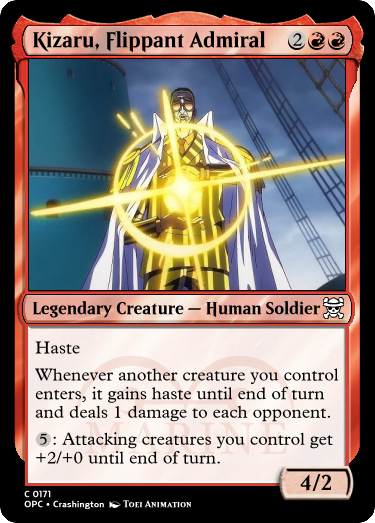 Kizaru, Flippant Admiral 2
Legendary Creature — Human Soldier
Haste
Whenever another creature you control
enters, it gains haste until end of turn
and deals 1 damage to each opponent.
5: Attacking creatures you control get
+2/+0 until end of turn.
MARINE
4/2
C 0171
OPC • Crashington TOEI ANIMATION